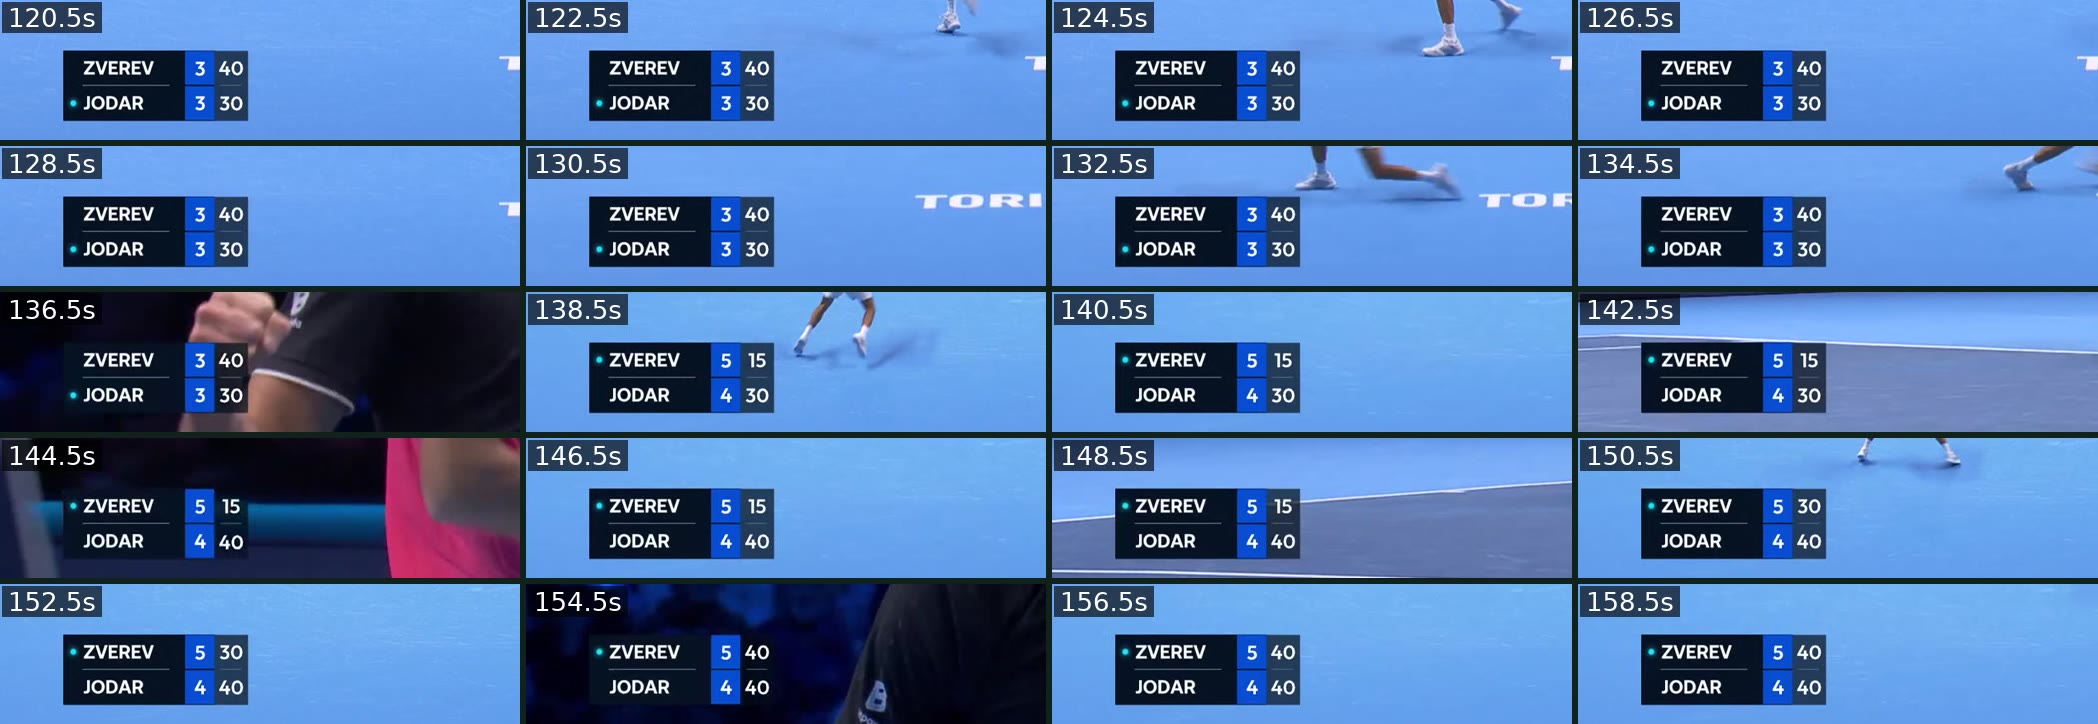 120.5s
ZVEREV 3 40
JODAR 3 30
T
122.5s
ZVEREV 3 40
JODAR 3 30
T
124.5s
ZVEREV 3 40
JODAR 3 30
T
126.5s
ZVEREV 3 40
JODAR 3 30
T
128.5s
ZVEREV 3 40
JODAR 3 30
T
130.5s
ZVEREV 3 40
JODAR 3 30
TORI
132.5s
ZVEREV 3 40
JODAR 3 30
TOR
134.5s
ZVEREV 3 40
JODAR 3 30
136.5s
ZVEREV 3 40
JODAR 3 30
138.5s
ZVEREV 5 15
JODAR 4 30
140.5s
ZVEREV 5 15
JODAR 4 30
142.5s
ZVEREV 5 15
JODAR 4 30
144.5s
ZVEREV 5 15
JODAR 4 40
146.5s
ZVEREV 5 15
JODAR 4 40
148.5s
ZVEREV 5 15
JODAR 4 40
150.5s
ZVEREV 5 30
JODAR 4 40
152.5s
ZVEREV 5 30
JODAR 4 40
154.5s
ZVEREV 5 40
JODAR 4 40
156.5s
ZVEREV 5 40
JODAR 4 40
158.5s
ZVEREV 5 40
JODAR 4 40